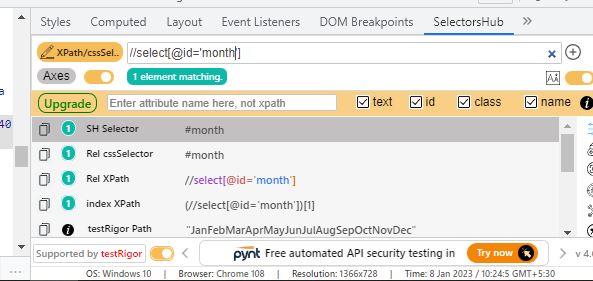 Styles Computed Layout Event Listeners DOM Breakpoints SelectorsHub
XPath/cssSel.. //select[@id='month'] ×
Axes 1 element matching.
a
Upgrade Enter attribute name here, not xpath text id class name
40
1 SH Selector #month
1 Rel cssSelector #month
1 Rel XPath //select[@id='month']
1 index XPath (//select[@id='month'])[1]
testRigor Path "JanFebMarAprMayJunJulAugSepOctNovDec"
Supported by testRigor pynt Free automated API security testing in Try now v 4.
... OS: Windows 10 | Browser: Chrome 108 | Resolution: 1366x728 | Time: 8 Jan 2023 / 10:24:5 GMT+5:30